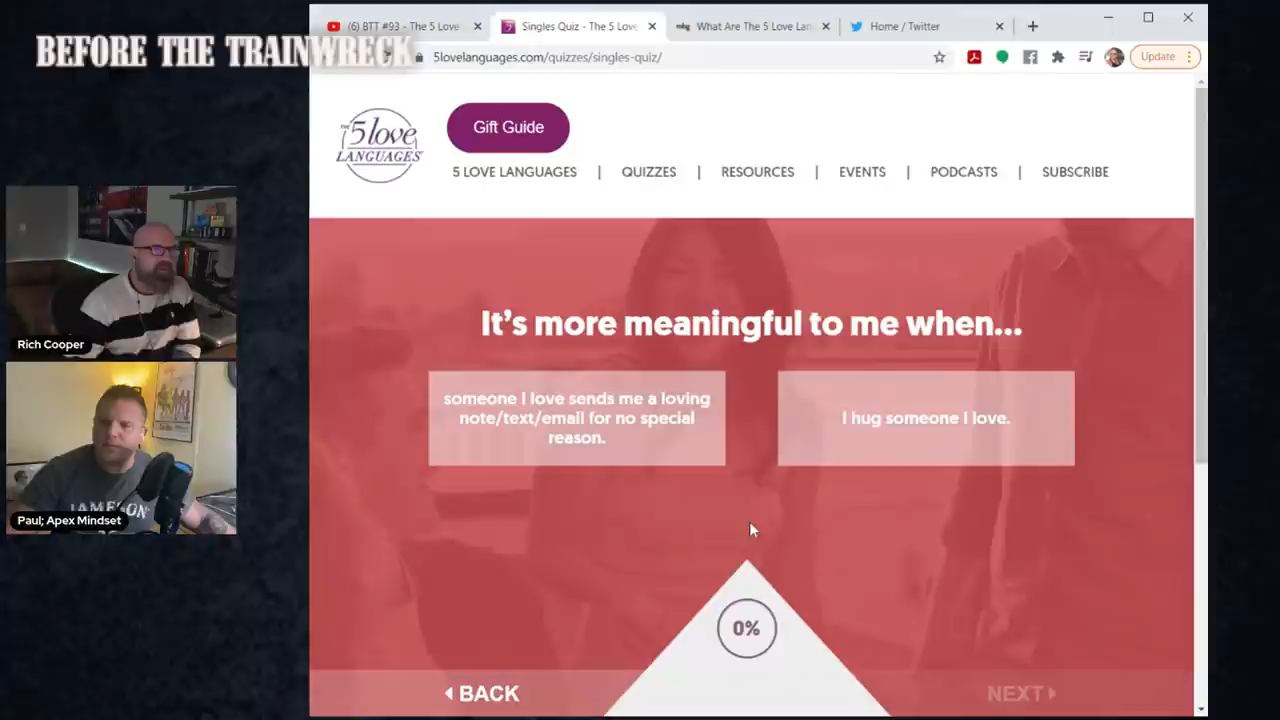 BEFORE THE TRAINWRECK
(6) BTT #93 - The 5 Love
Singles Quiz - The 5 Love
What Are The 5 Love Lan
Home / Twitter
5lovelanguages.com/quizzes/singles-quiz/
Update
THE 5 love LANGUAGES
Gift Guide
5 LOVE LANGUAGES | QUIZZES | RESOURCES | EVENTS | PODCASTS | SUBSCRIBE
It's more meaningful to me when...
someone I love sends me a loving
note/text/email for no special
reason.
I hug someone I love.
0%
BACK
NEXT
Rich Cooper
JAMESON
Paul; Apex Mindset